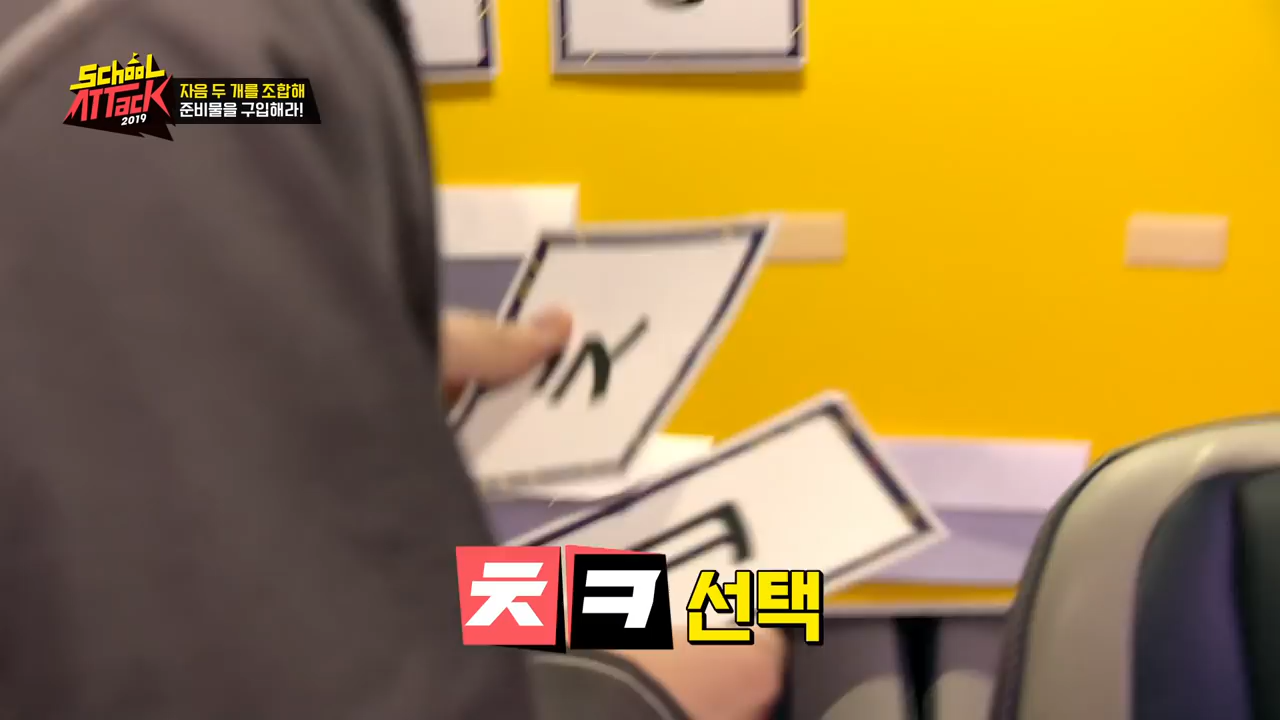 SCHOOL
ATTACK
2019
자음 두 개를 조합해
준비물을 구입해라!
ㅊ
ㅋ
ㅊ ㅋ 선택